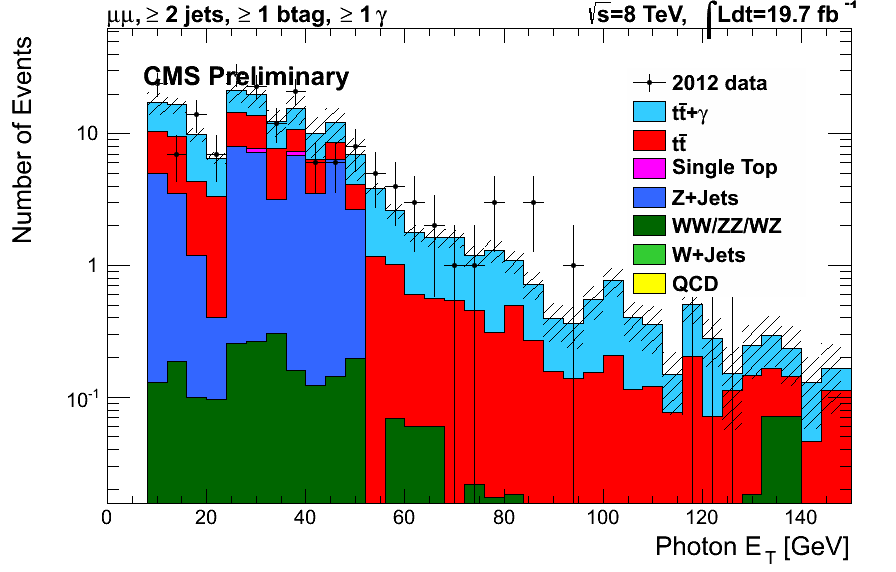 μμ, ≥ 2 jets, ≥ 1 btag, ≥ 1 γ
√s=8 TeV, ∫Ldt=19.7 fb⁻¹
CMS Preliminary
2012 data
tt̄+γ
tt̄
Single Top
Z+Jets
WW/ZZ/WZ
W+Jets
QCD
Number of Events
10
1
10⁻¹
0 20 40 60 80 100 120 140
Photon E_T [GeV]